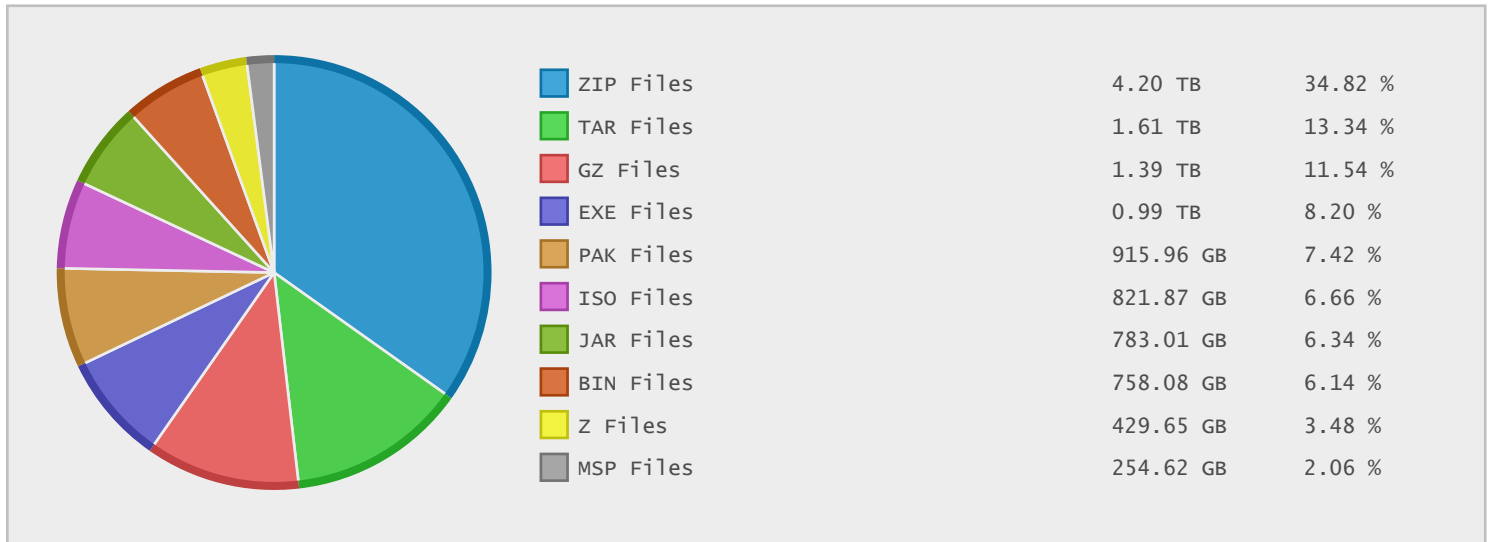 ZIP Files 4.20 TB 34.82 %
TAR Files 1.61 TB 13.34 %
GZ Files 1.39 TB 11.54 %
EXE Files 0.99 TB 8.20 %
PAK Files 915.96 GB 7.42 %
ISO Files 821.87 GB 6.66 %
JAR Files 783.01 GB 6.34 %
BIN Files 758.08 GB 6.14 %
Z Files 429.65 GB 3.48 %
MSP Files 254.62 GB 2.06 %